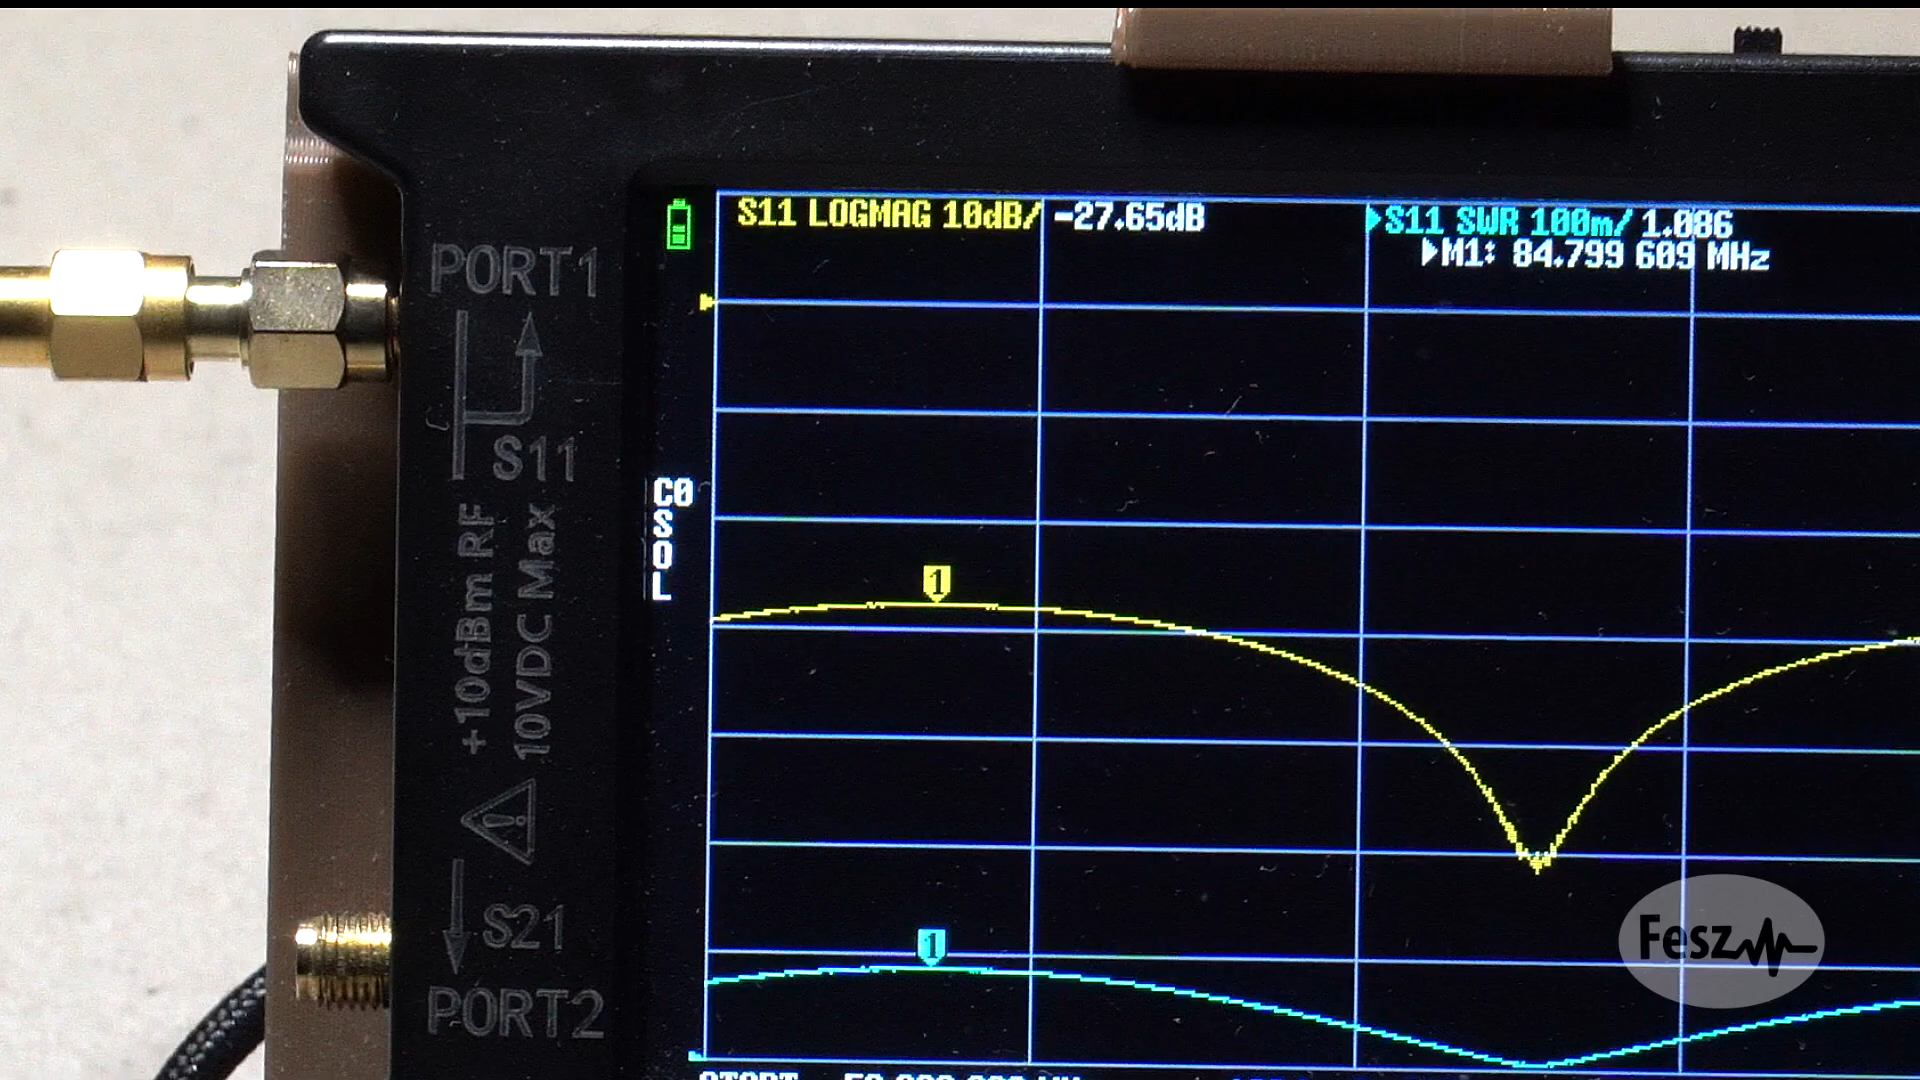 S11 LOGMAG 10dB/ -27.65dB
S11 SWR 100m/ 1.086
M1: 84.799 609 MHz
PORT1
S11
+10dBm RF
10VDC Max
C0
S
O
L
1
1
S21
PORT2
Fesz
START